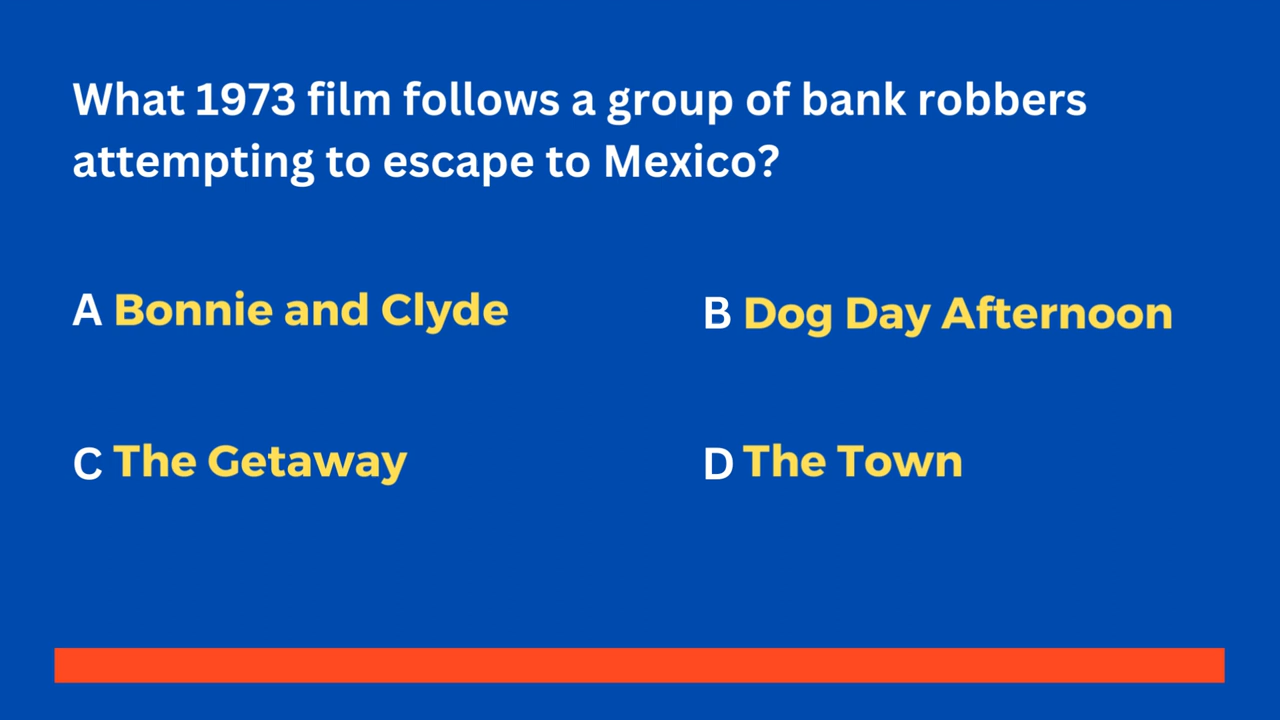 What 1973 film follows a group of bank robbers
attempting to escape to Mexico?
A Bonnie and Clyde
B Dog Day Afternoon
C The Getaway
D The Town